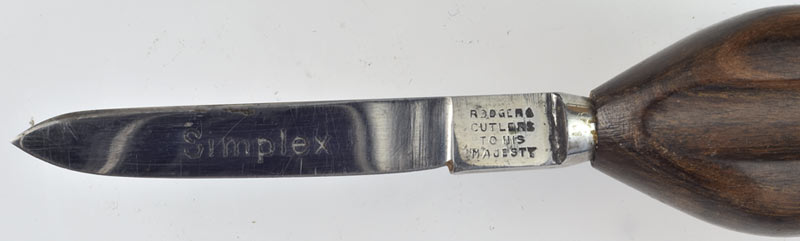 Simplex
RODGERS
CUTLERS
TO HIS
MAJESTY